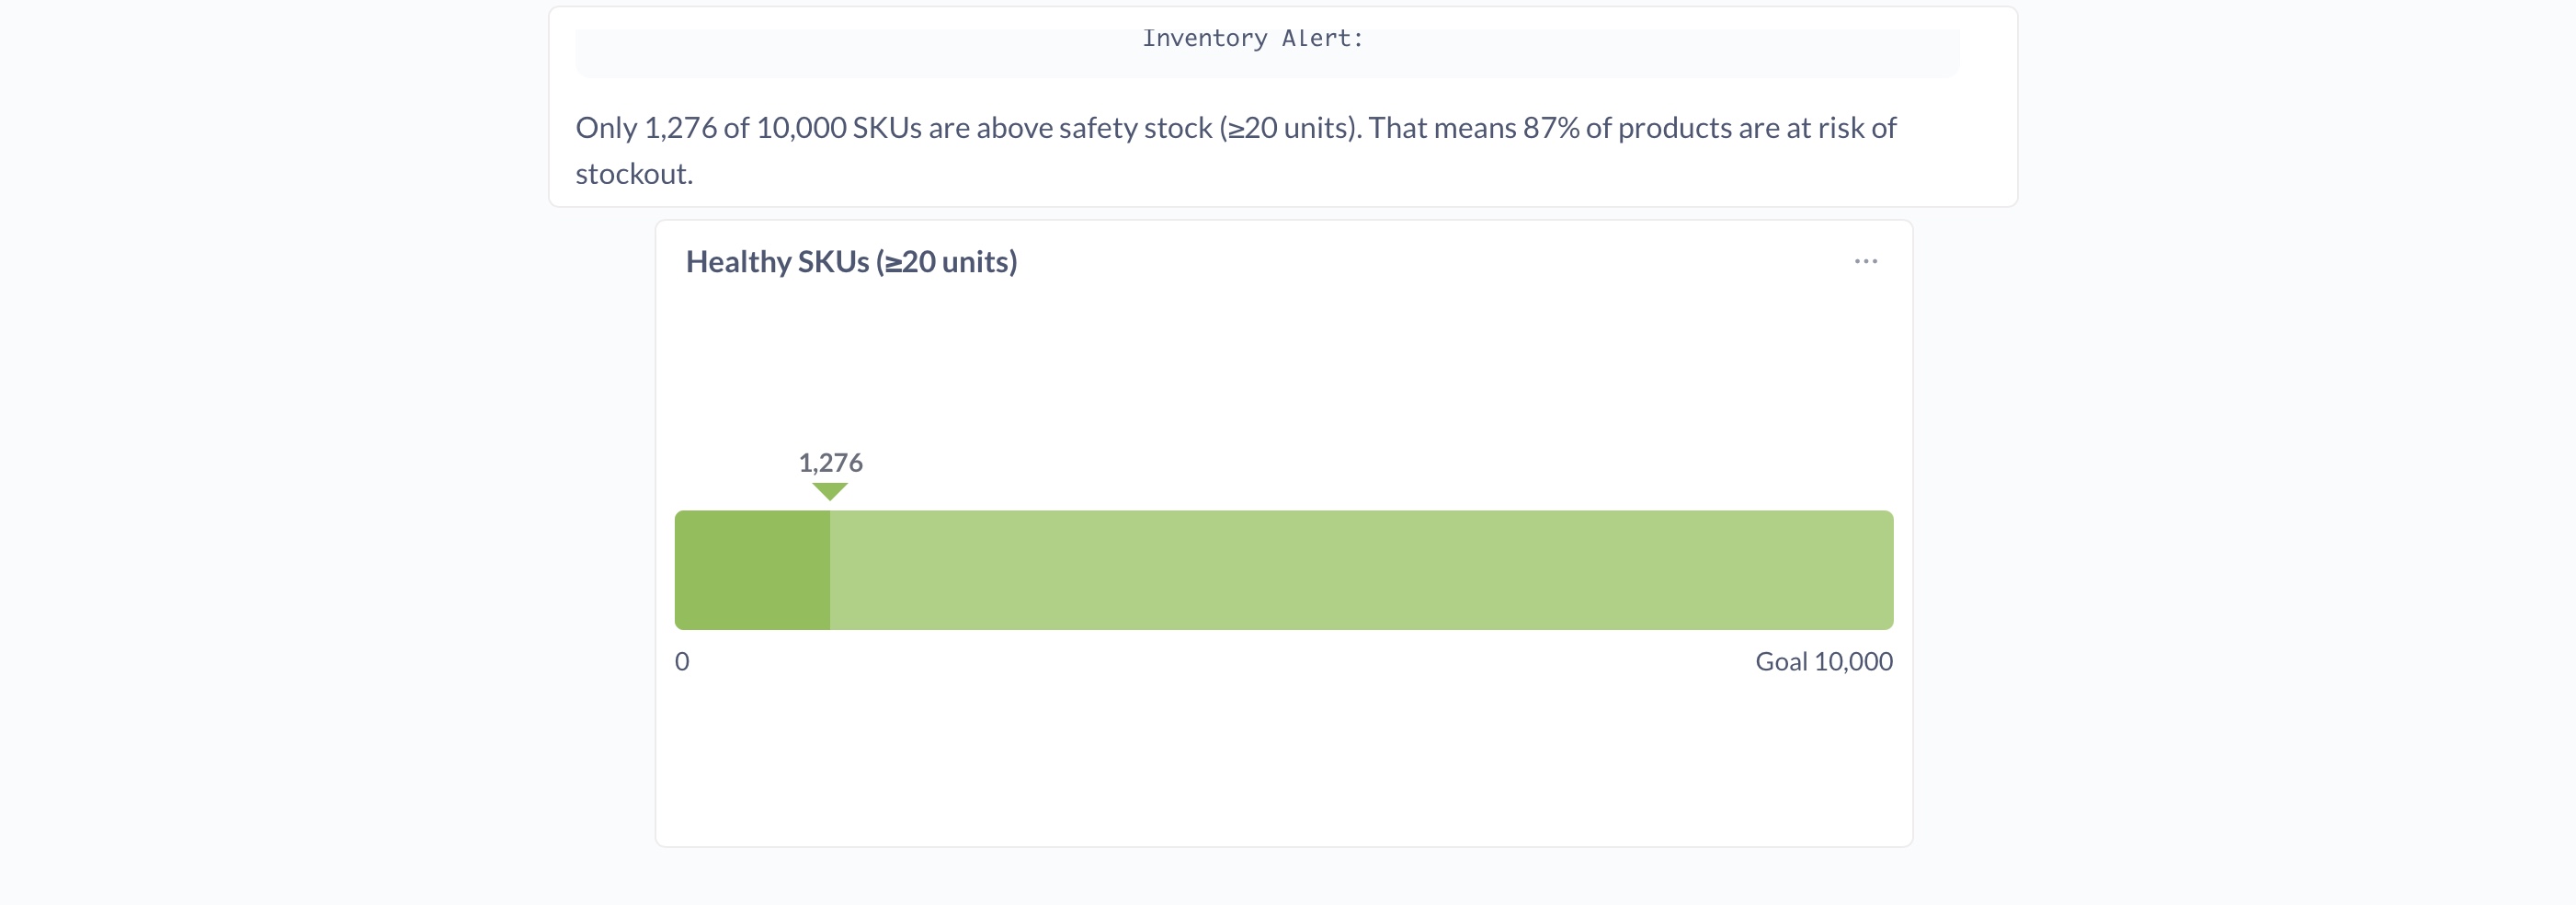 Inventory Alert:
Only 1,276 of 10,000 SKUs are above safety stock (≥20 units). That means 87% of products are at risk of
stockout.
Healthy SKUs (≥20 units)
1,276
0
Goal 10,000